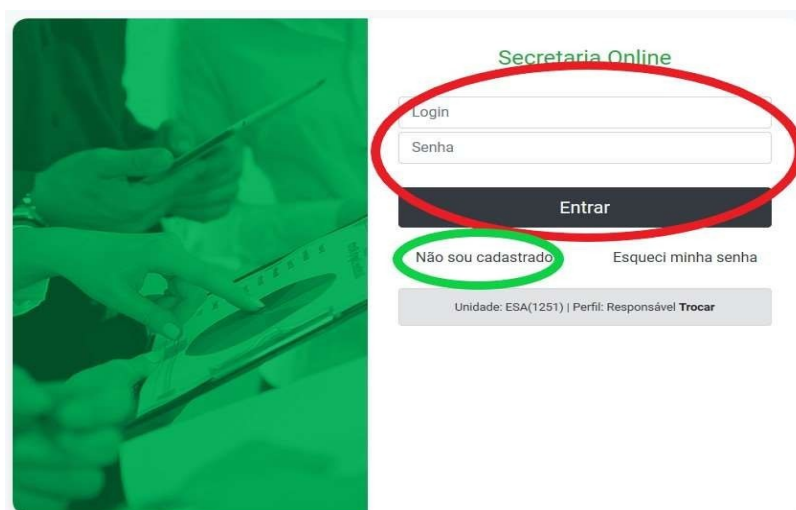 Secretaria Online
Login
Senha
Entrar
Não sou cadastrado
Esqueci minha senha
Unidade: ESA(1251) | Perfil: Responsável Trocar